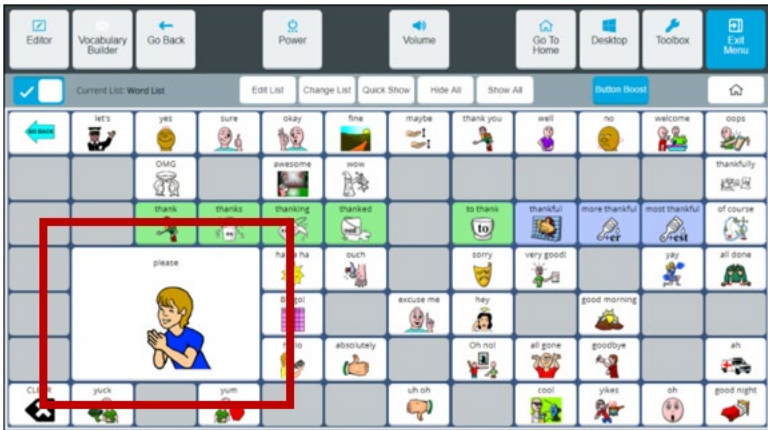 Editor
Vocabulary
Builder
Go Back
Power
Volume
Go To
Home
Desktop
Toolbox
Exit
Menu
Current List: Word List
Edit List
Change List
Quick Show
Hide All
Show All
Button Boost
GO BACK
let's
yes
sure
okay
fine
maybe
thank you
well
no
welcome
oops
OMG
awesome
wow
thankfully
thank
thanks
thanking
thanked
to thank
to
thankful
more thankful
+er
most thankful
+est
of course
please
ouch
sorry
very good!
yay
all done
excuse me
hey
good morning
absolutely
Oh no!
all gone
goodbye
ah
yuck
yum
uh oh
cool
yikes
oh
good night